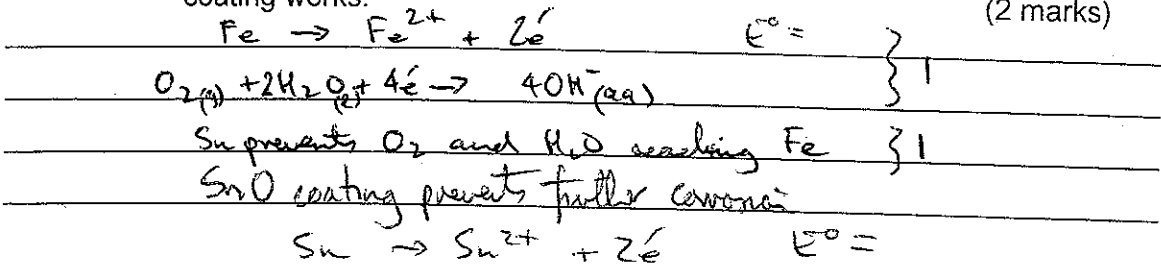 coating works.
(2 marks)
Fe → Fe²⁺ + 2é E° = } 1
O₂(g) + 2H₂O(l) + 4é → 4OH⁻(aq)
Sn prevents O₂ and H₂O reaching Fe } 1
SnO coating prevents further corrosion
Sn → Sn²⁺ + 2é E° =